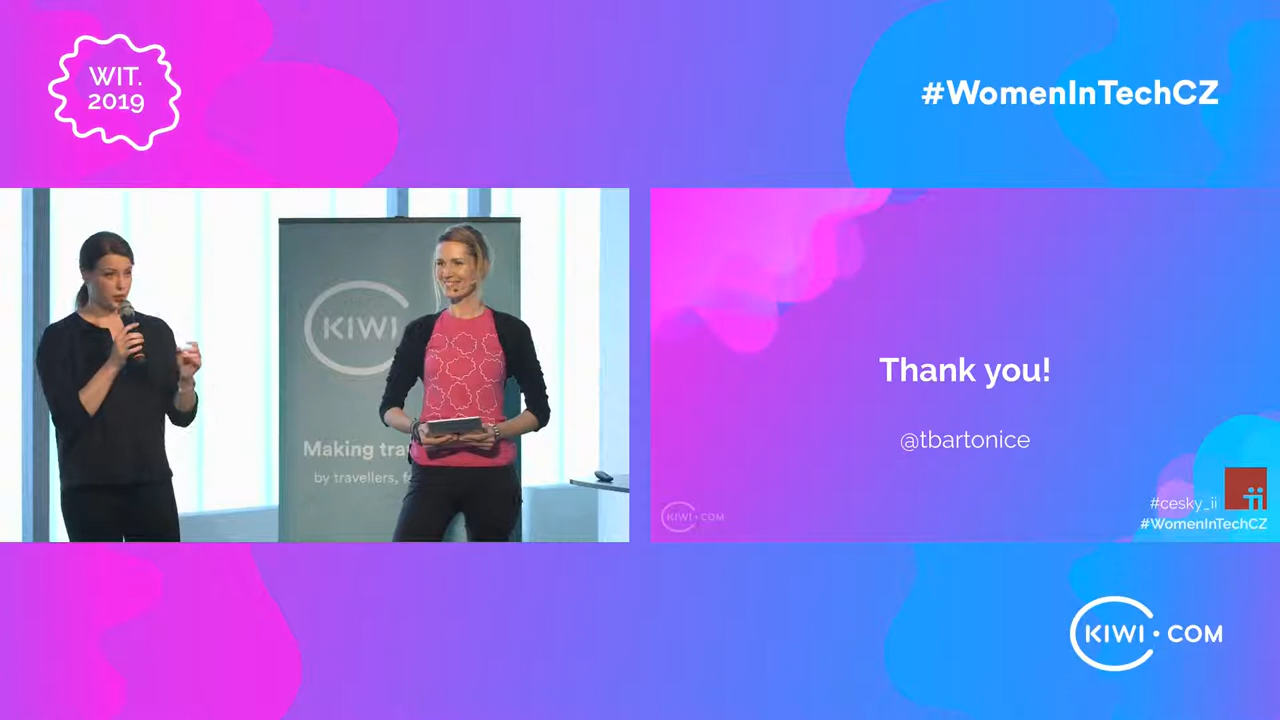 WIT.
2019
#WomenInTechCZ
KIWI
Making tra
by travellers, f
Thank you!
@tbartonice
KIWI.COM
#cesky_ii
#WomenInTechCZ
KIWI·COM